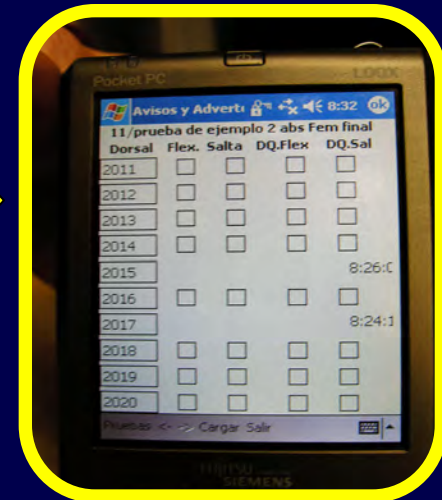 Pocket PC LOOX
Avisos y Adverti 8:32 ok
11/prueba de ejemplo 2 abs Fem final
Dorsal Flex. Salta DQ.Flex DQ.Sal
2011
2012
2013
2014
2015 8:26:0
2016
2017 8:24:1
2018
2019
2020
Pruebas <- -> Cargar Salir
FUJITSU
SIEMENS